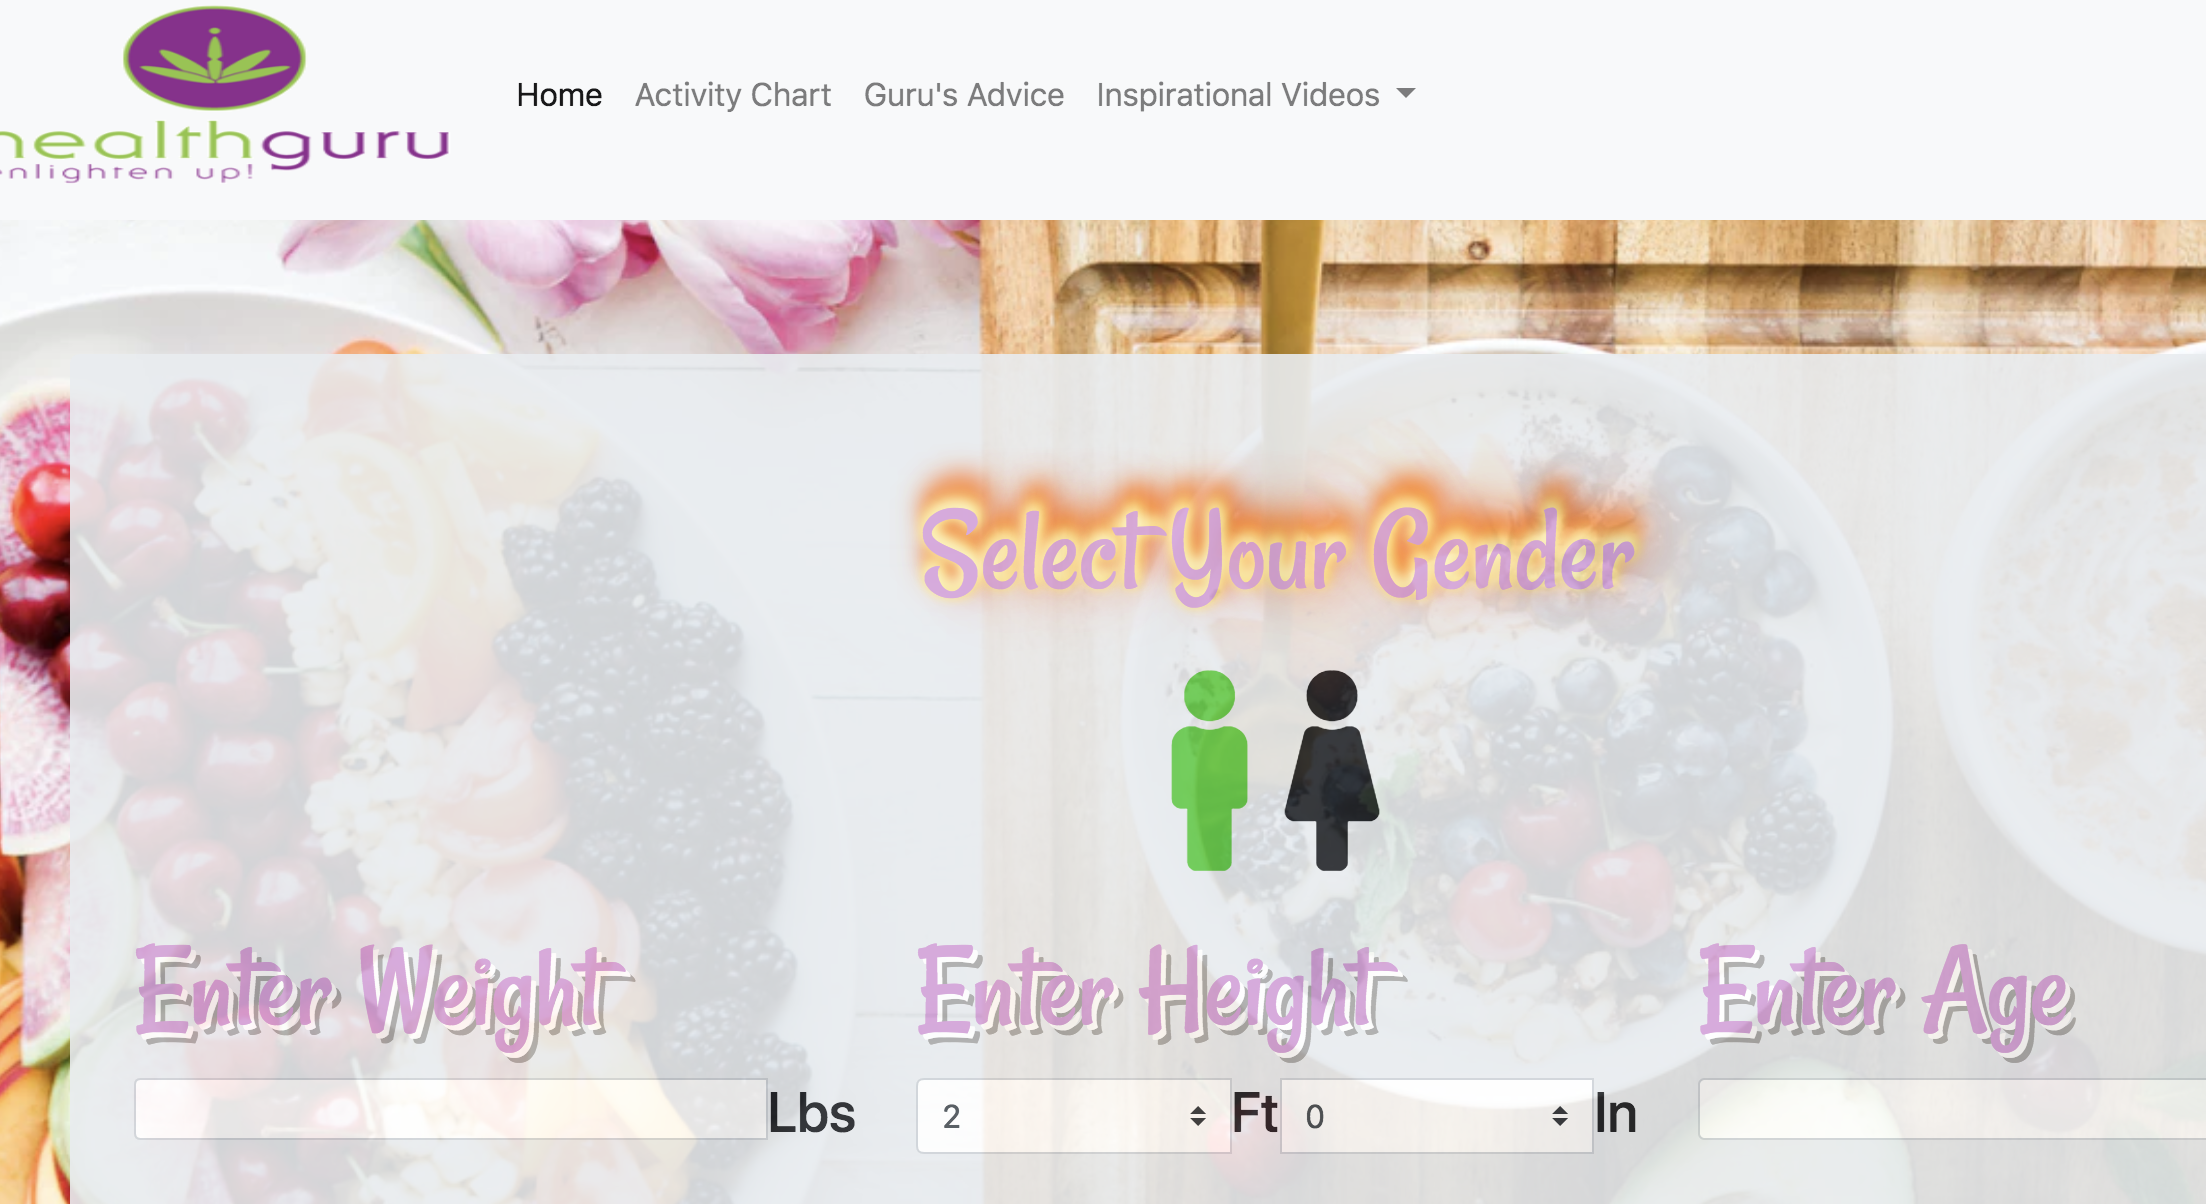 healthguru
enlighten up!
Home Activity Chart Guru's Advice Inspirational Videos
Select Your Gender
Enter Weight Enter Height Enter Age
Lbs 2 Ft 0 In